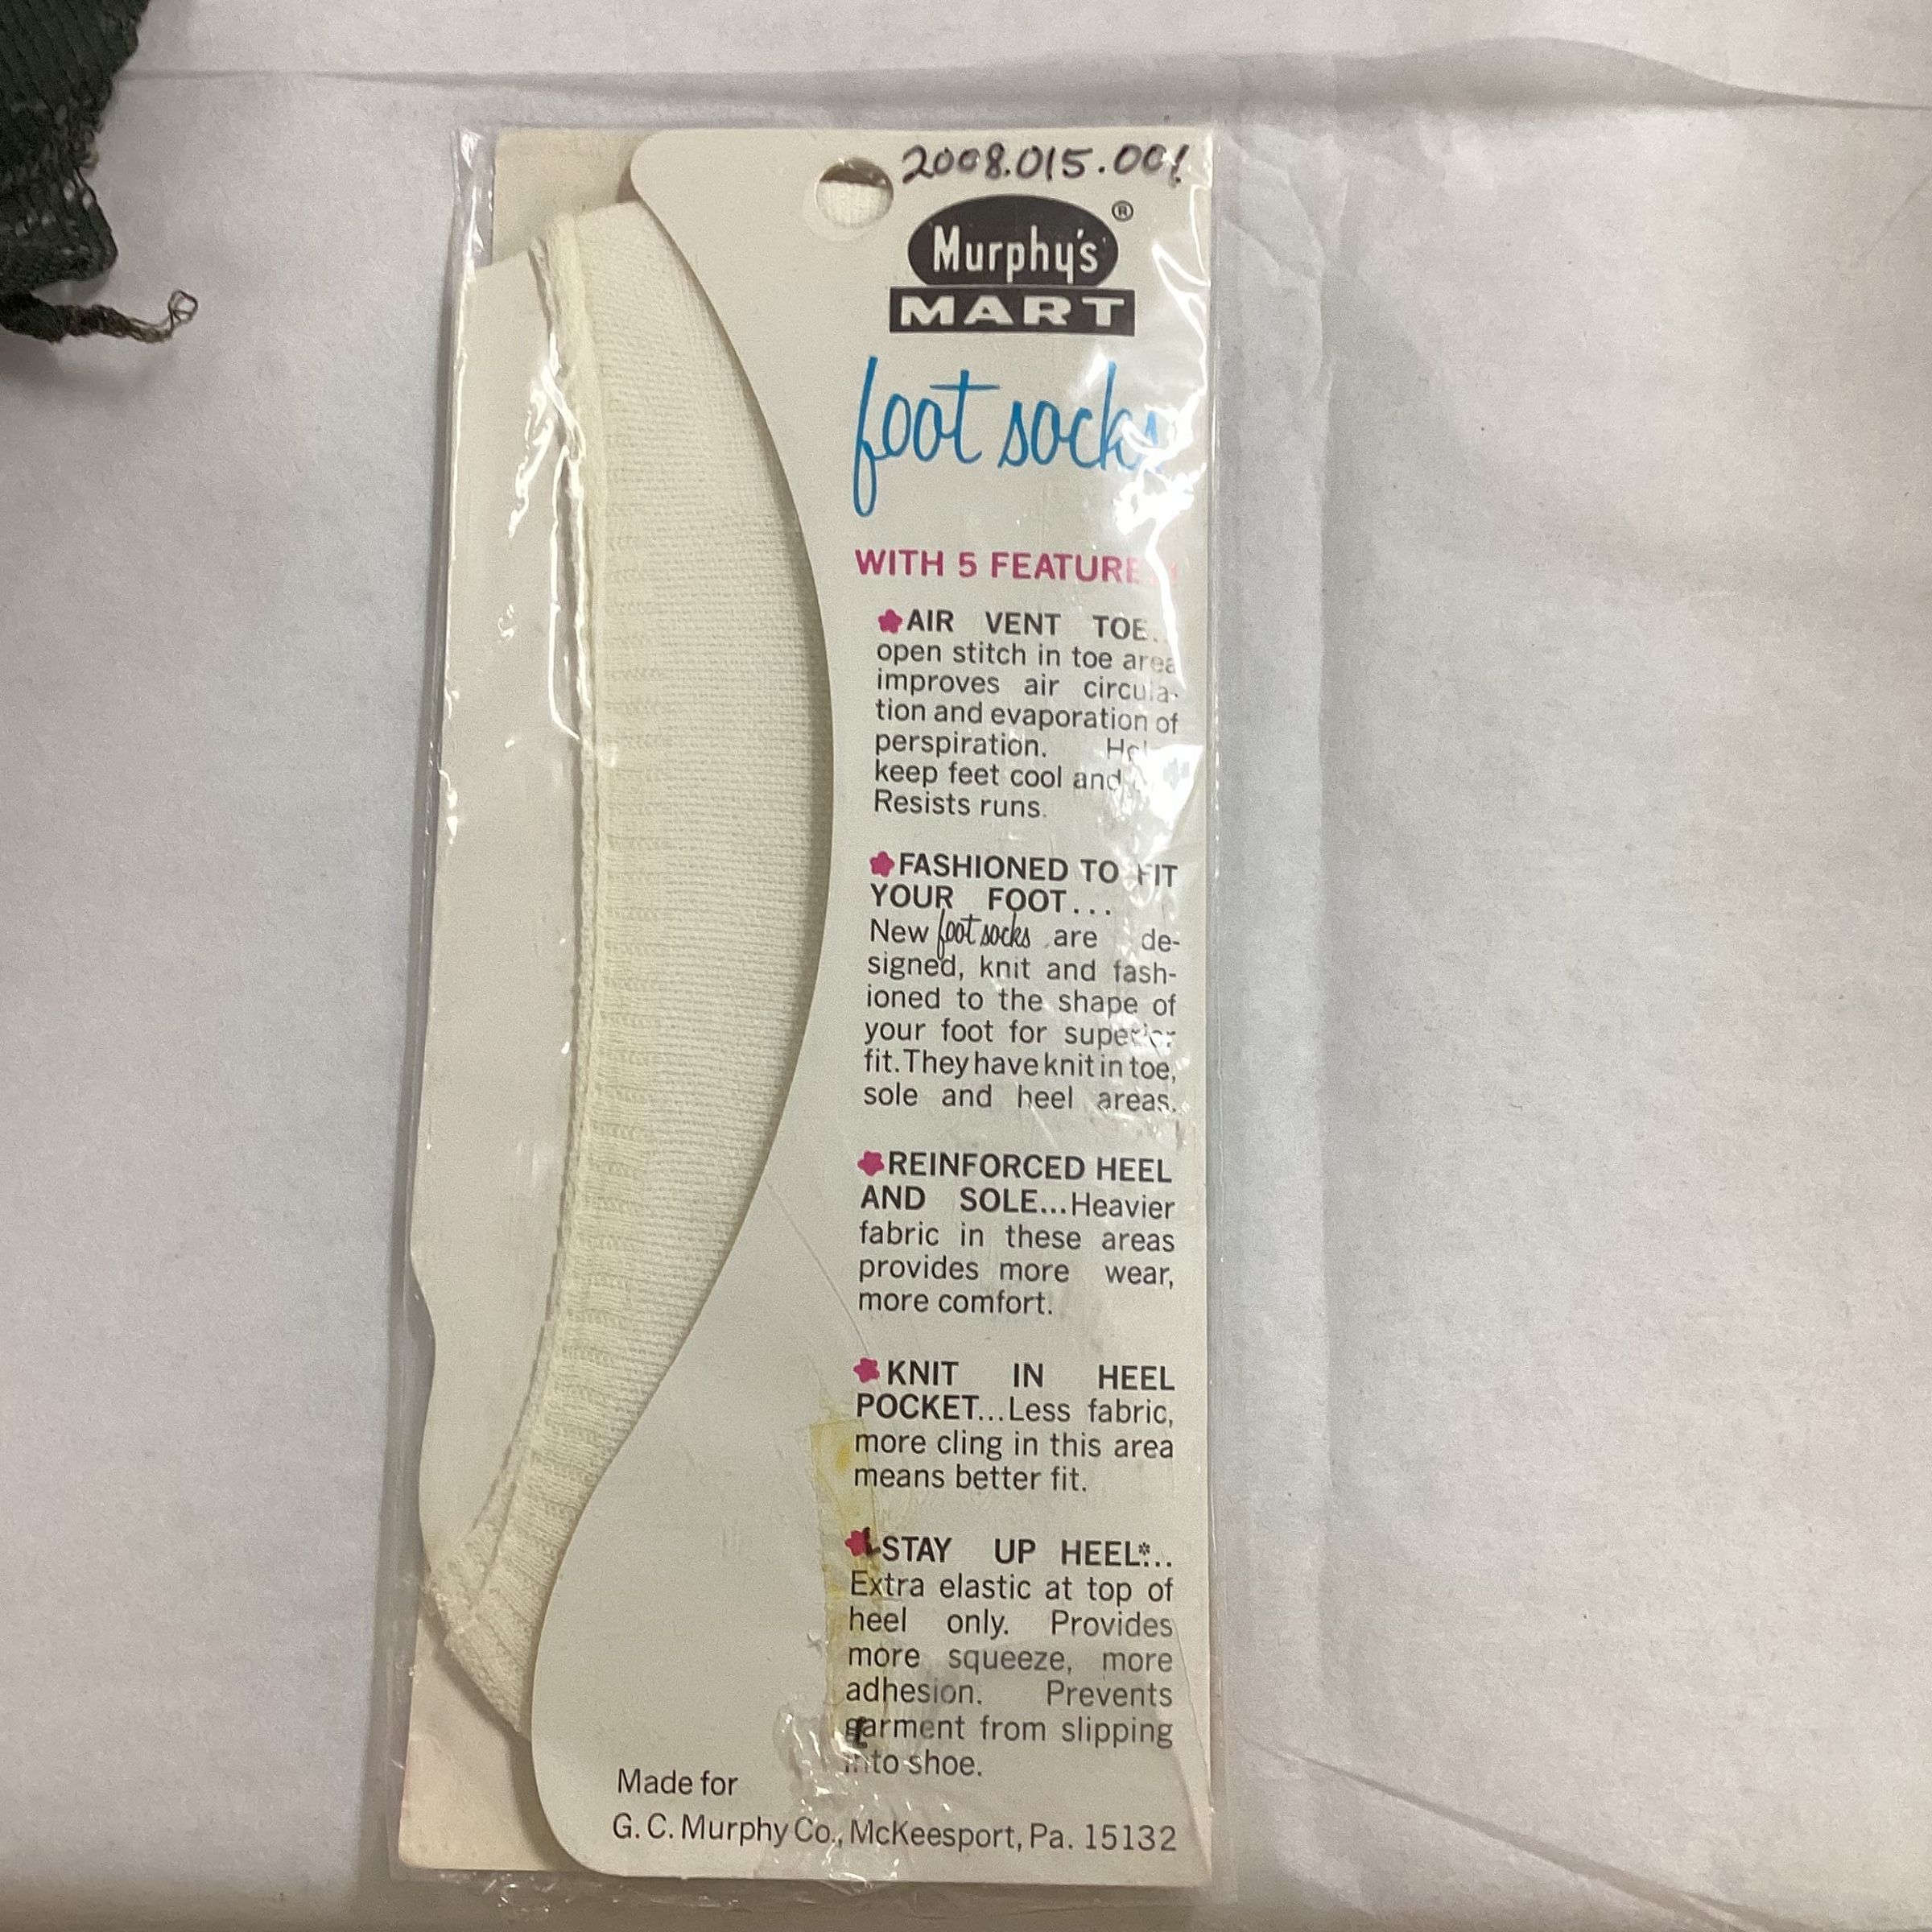 2008.015.001
Murphy's ®
MART
foot socks
WITH 5 FEATURES
AIR VENT TOE...
open stitch in toe area
improves air circula-
tion and evaporation of
perspiration.
keep feet cool and
Resists runs.
FASHIONED TO FIT
YOUR FOOT...
New foot socks are de-
signed, knit and fash-
ioned to the shape of
your foot for superior
fit. They have knit in toe,
sole and heel areas.
REINFORCED HEEL
AND SOLE...Heavier
fabric in these areas
provides more wear,
more comfort.
KNIT IN HEEL
POCKET...Less fabric,
more cling in this area
means better fit.
STAY UP HEEL*...
Extra elastic at top of
heel only. Provides
more squeeze, more
adhesion. Prevents
garment from slipping
into shoe.
Made for
G. C. Murphy Co., McKeesport, Pa. 15132